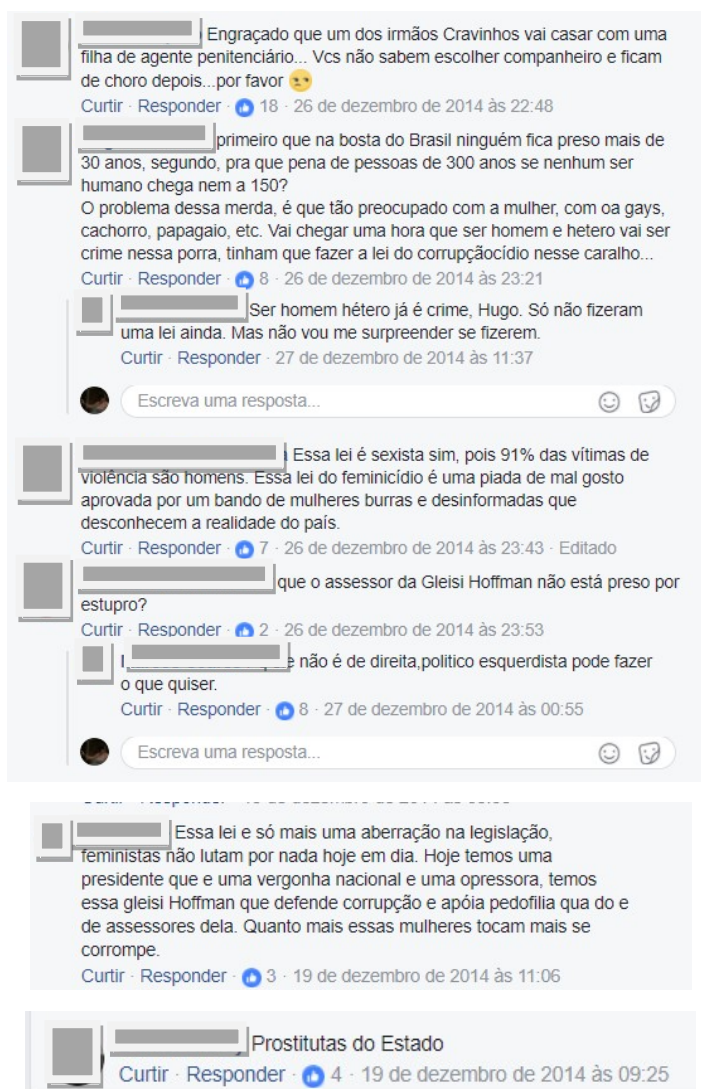 Engraçado que um dos irmãos Cravinhos vai casar com uma
filha de agente penitenciário... Vcs não sabem escolher companheiro e ficam
de choro depois...por favor 😒
Curtir · Responder · 18 · 26 de dezembro de 2014 às 22:48
primeiro que na bosta do Brasil ninguém fica preso mais de
30 anos, segundo, pra que pena de pessoas de 300 anos se nenhum ser
humano chega nem a 150?
O problema dessa merda, é que tão preocupado com a mulher, com oa gays,
cachorro, papagaio, etc. Vai chegar uma hora que ser homem e hetero vai ser
crime nessa porra, tinham que fazer a lei do corrupçãocídio nesse caralho...
Curtir · Responder · 8 · 26 de dezembro de 2014 às 23:21
Ser homem hétero já é crime, Hugo. Só não fizeram
uma lei ainda. Mas não vou me surpreender se fizerem.
Curtir · Responder · 27 de dezembro de 2014 às 11:37
Escreva uma resposta...
Essa lei é sexista sim, pois 91% das vítimas de
violência são homens. Essa lei do feminicídio é uma piada de mal gosto
aprovada por um bando de mulheres burras e desinformadas que
desconhecem a realidade do país.
Curtir · Responder · 7 · 26 de dezembro de 2014 às 23:43 · Editado
que o assessor da Gleisi Hoffman não está preso por
estupro?
Curtir · Responder · 2 · 26 de dezembro de 2014 às 23:53
não é de direita,politico esquerdista pode fazer
o que quiser.
Curtir · Responder · 8 · 27 de dezembro de 2014 às 00:55
Escreva uma resposta...
Essa lei e só mais uma aberração na legislação,
feministas não lutam por nada hoje em dia. Hoje temos uma
presidente que e uma vergonha nacional e uma opressora, temos
essa gleisi Hoffman que defende corrupção e apóia pedofilia qua do e
de assessores dela. Quanto mais essas mulheres tocam mais se
corrompe.
Curtir · Responder · 3 · 19 de dezembro de 2014 às 11:06
Prostitutas do Estado
Curtir · Responder · 4 · 19 de dezembro de 2014 às 09:25